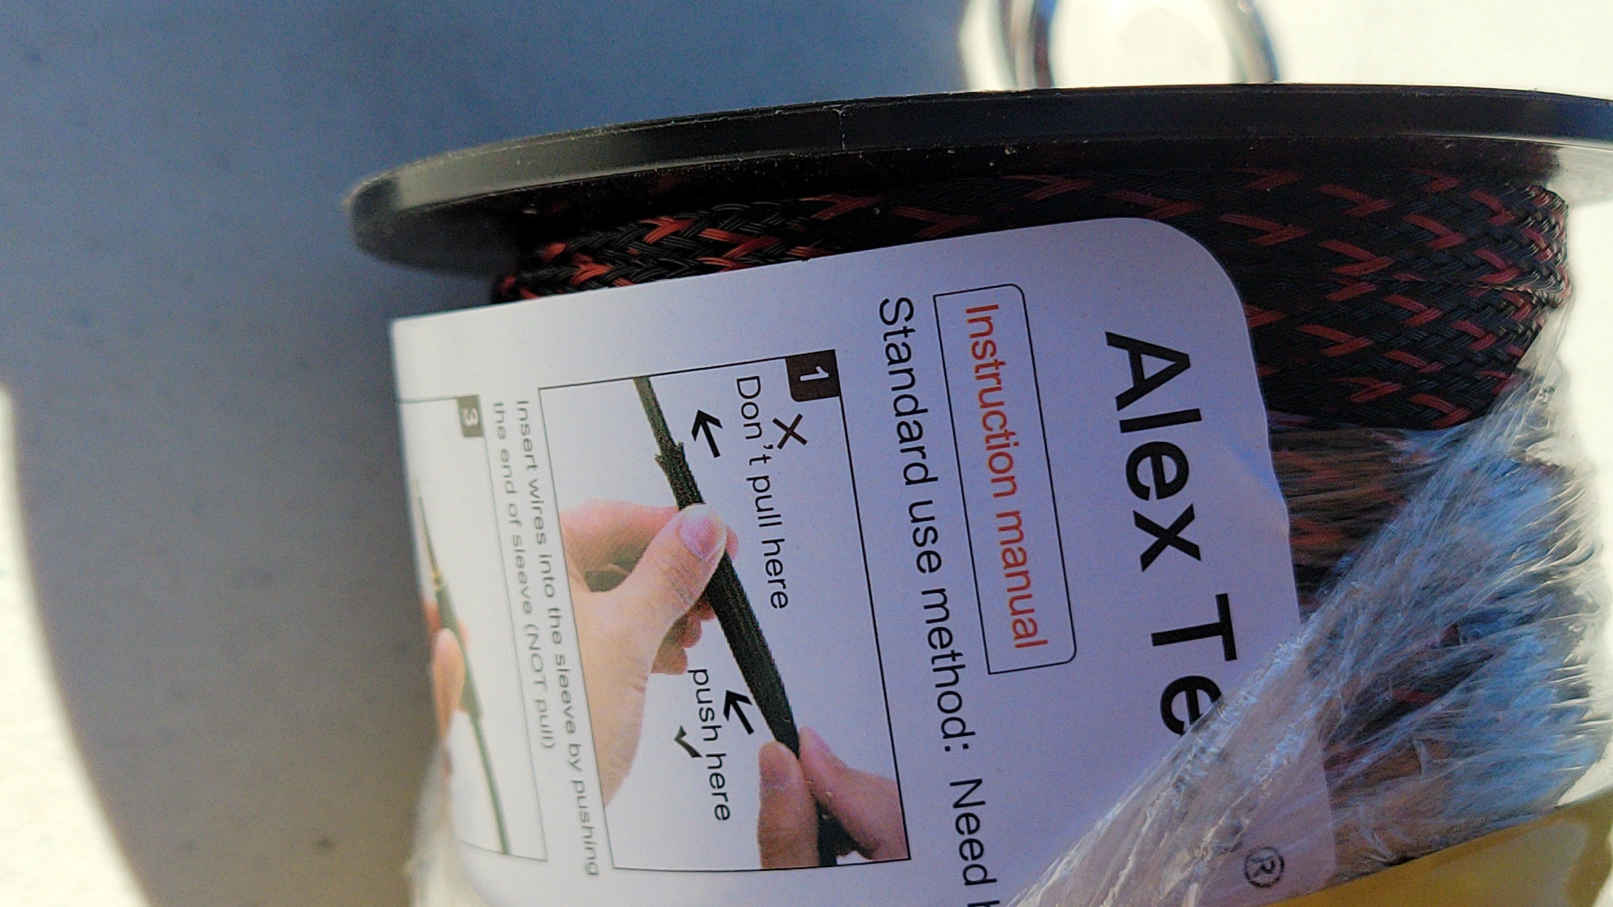 Alex Te
®
Instruction manual
Standard use method: Need
1
Don't pull here
push here
Insert wires into the sleeve by pushing
the end of sleeve (NOT pull)
3